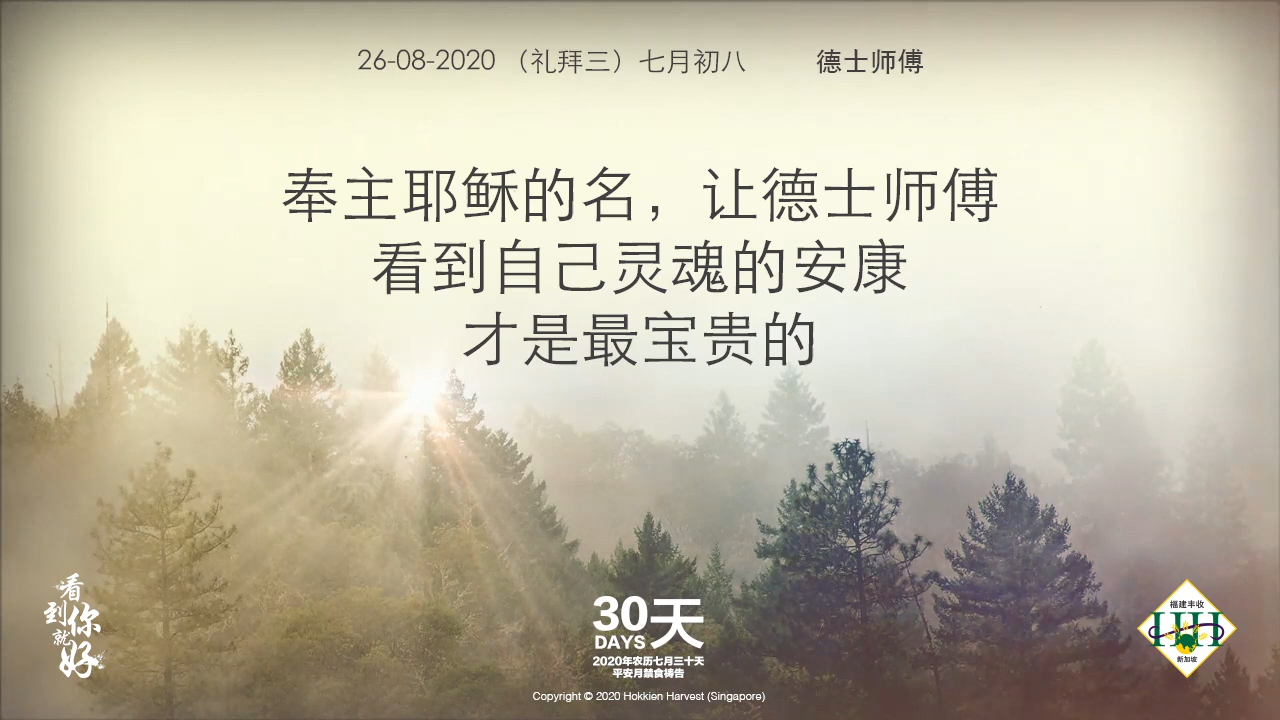 26-08-2020 （礼拜三）七月初八 德士师傅
奉主耶稣的名，让德士师傅
看到自己灵魂的安康
才是最宝贵的
看到你就好
30天
DAYS
2020年农历七月三十天
平安月禁食祷告
福建丰收
HH
新加坡
Copyright © 2020 Hokkien Harvest (Singapore)